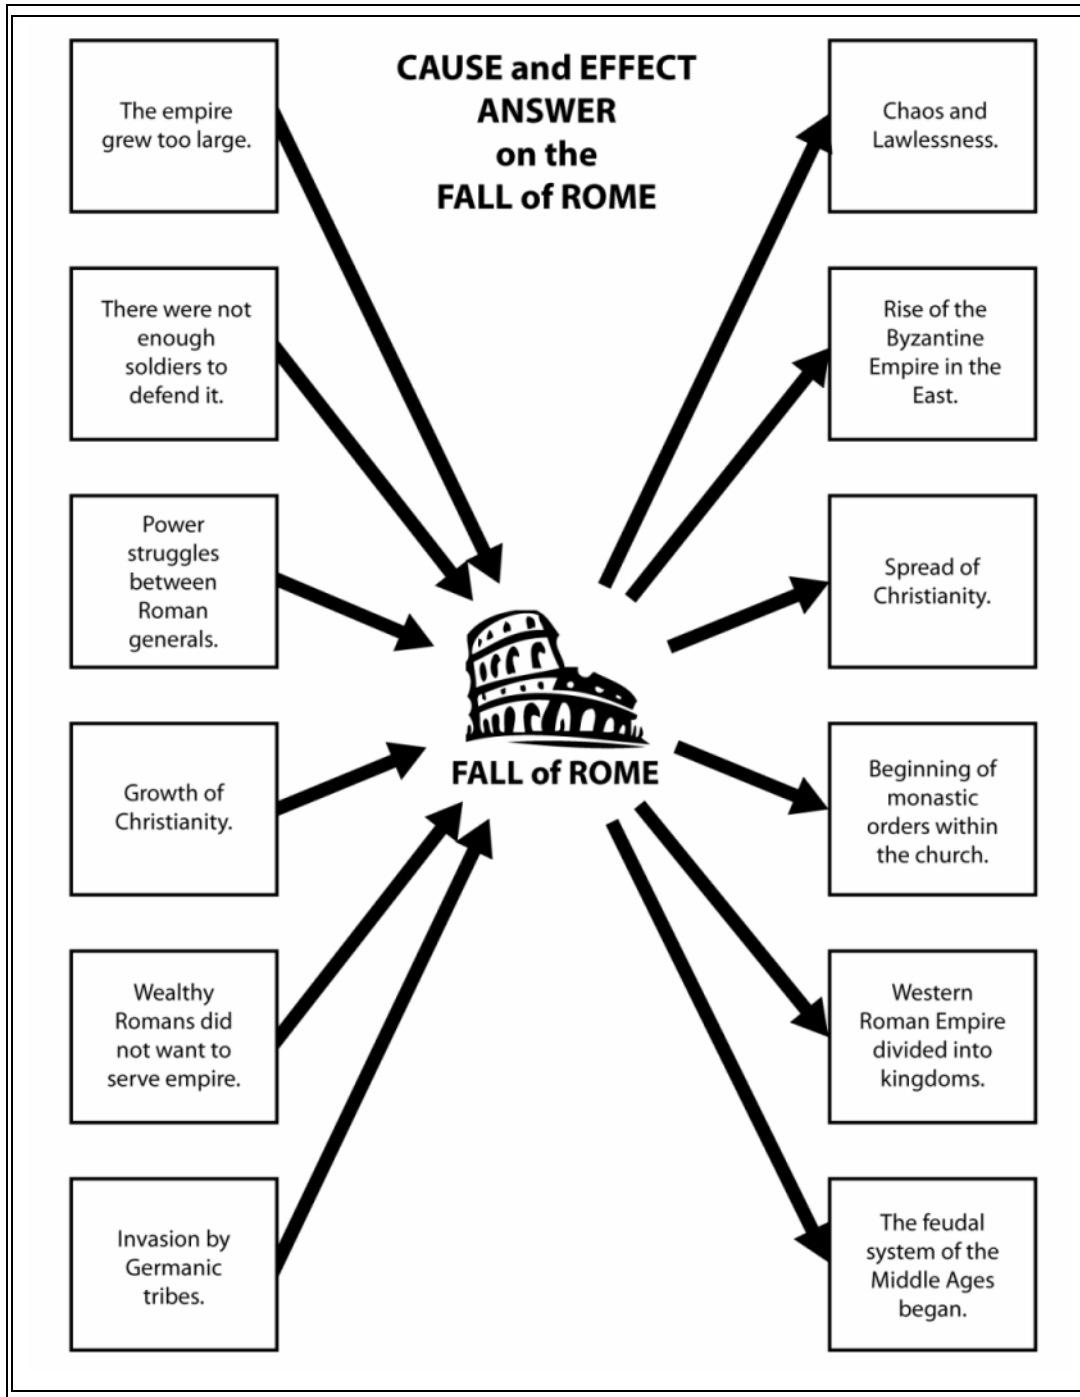 CAUSE and EFFECT
ANSWER
on the
FALL of ROME
The empire
grew too large.
There were not
enough
soldiers to
defend it.
Power
struggles
between
Roman
generals.
Growth of
Christianity.
Wealthy
Romans did
not want to
serve empire.
Invasion by
Germanic
tribes.
FALL of ROME
Chaos and
Lawlessness.
Rise of the
Byzantine
Empire in the
East.
Spread of
Christianity.
Beginning of
monastic
orders within
the church.
Western
Roman Empire
divided into
kingdoms.
The feudal
system of the
Middle Ages
began.